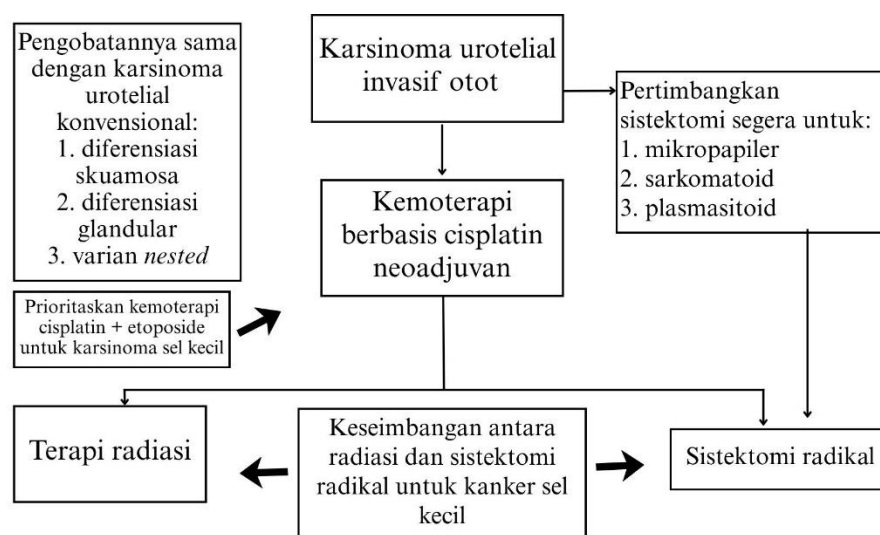 Pengobatannya sama
dengan karsinoma
urotelial
konvensional:
1. diferensiasi
skuamosa
2. diferensiasi
glandular
3. varian nested
Karsinoma urotelial
invasif otot
Pertimbangkan
sistektomi segera untuk:
1. mikropapiler
2. sarkomatoid
3. plasmasitoid
Kemoterapi
berbasis cisplatin
neoadjuvan
Prioritaskan kemoterapi
cisplatin + etoposide
untuk karsinoma sel kecil
Terapi radiasi
Keseimbangan antara
radiasi dan sistektomi
radikal untuk kanker sel
kecil
Sistektomi radikal